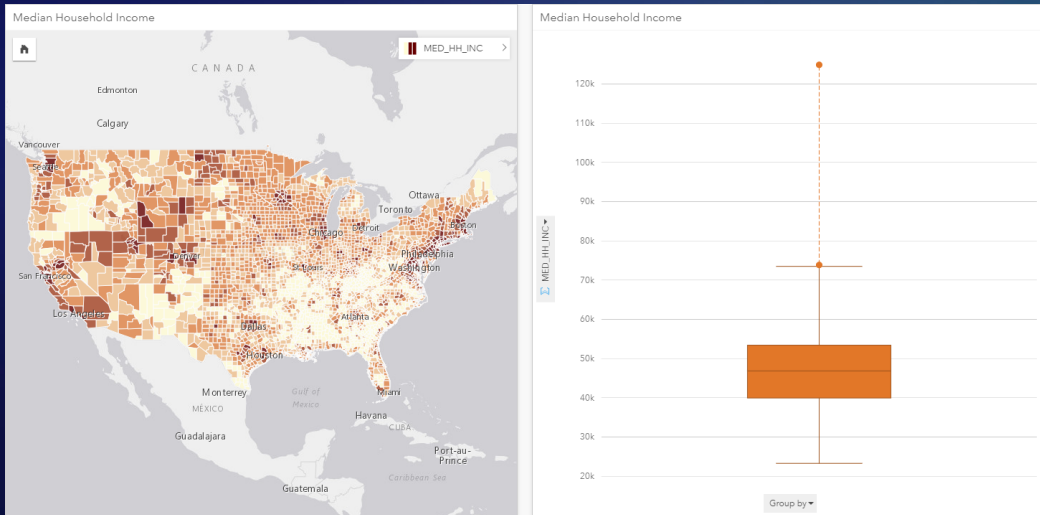 Median Household Income
MED_HH_INC
CANADA
Edmonton
Calgary
Vancouver
Seattle
Ottawa
Toronto
Boston
Chicago
Detroit
Philadelphia
Denver
St Louis
Washington
San Francisco
Los Angeles
Atlanta
Dallas
Houston
Monterrey
Gulf of
Mexico
Miami
MÉXICO
Havana
CUBA
Guadalajara
Port-au-
Prince
Guatemala
Caribbean Sea
Median Household Income
120k
110k
100k
90k
80k
70k
60k
50k
40k
30k
20k
MED_HH_INC
Group by